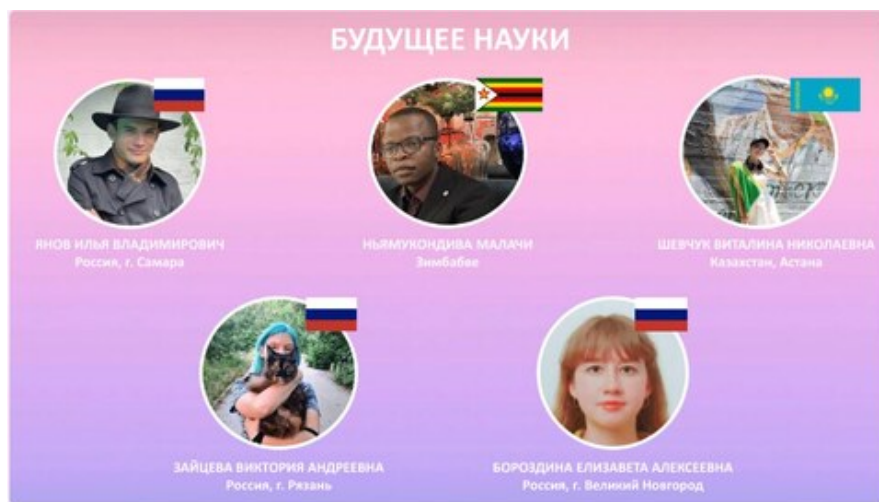 БУДУЩЕЕ НАУКИ
ЯНОВ ИЛЬЯ ВЛАДИМИРОВИЧ
Россия, г. Самара
НЬЯМУКОНДИВА МАЛАЧИ
Зимбабве
ШЕВЧУК ВИТАЛИНА НИКОЛАЕВНА
Казахстан, Астана
ЗАЙЦЕВА ВИКТОРИЯ АНДРЕЕВНА
Россия, г. Рязань
БОРОЗДИНА ЕЛИЗАВЕТА АЛЕКСЕЕВНА
Россия, г. Великий Новгород